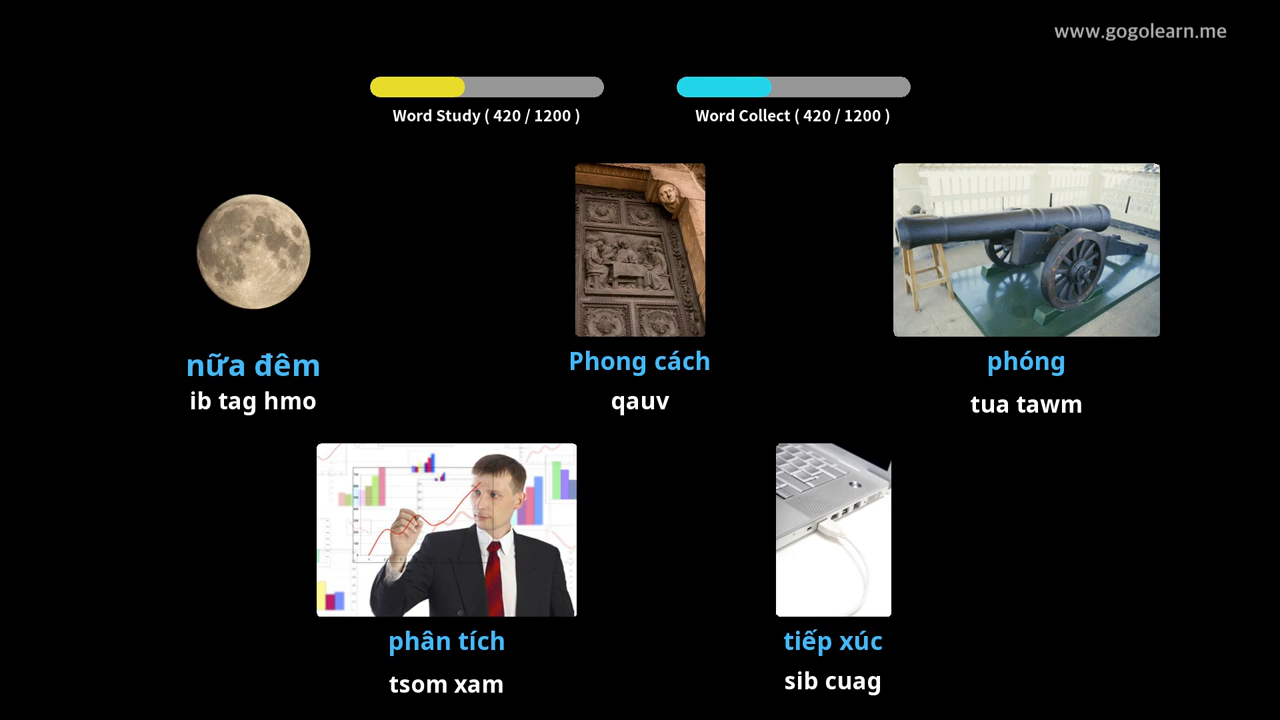 www.gogolearn.me
Word Study ( 420 / 1200 )
Word Collect ( 420 / 1200 )
nữa đêm
ib tag hmo
Phong cách
qauv
phóng
tua tawm
phân tích
tsom xam
tiếp xúc
sib cuag